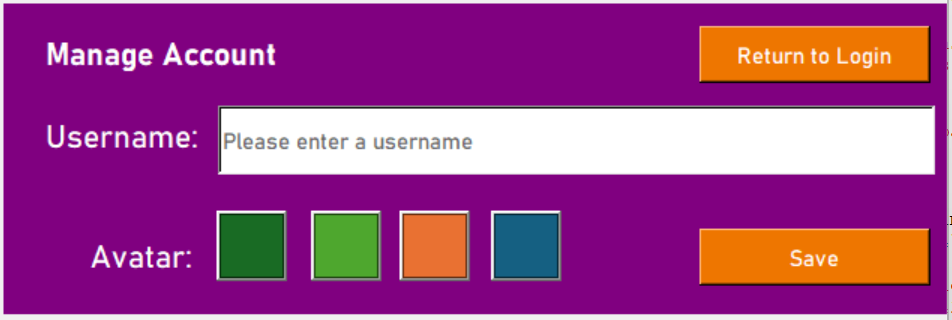 Manage Account
Return to Login
Username:
Please enter a username
Avatar:
Save